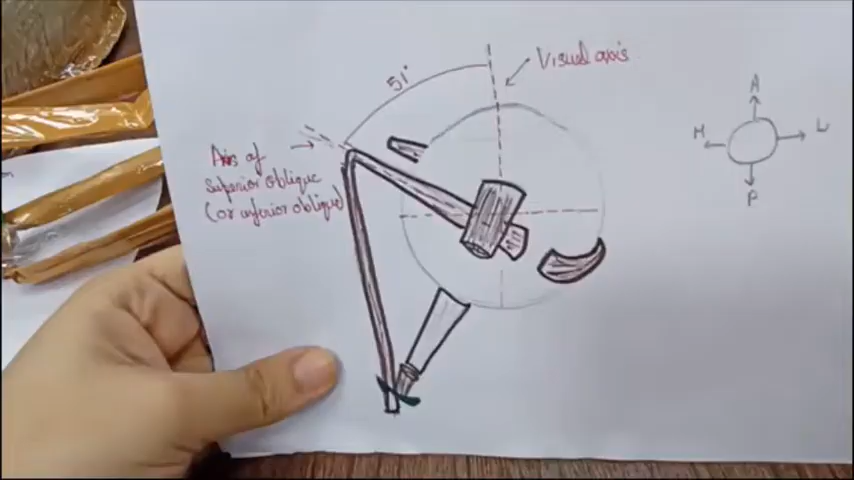 51°
Visual axis
Axis of
superior oblique
(or inferior oblique)
A
M
L
P